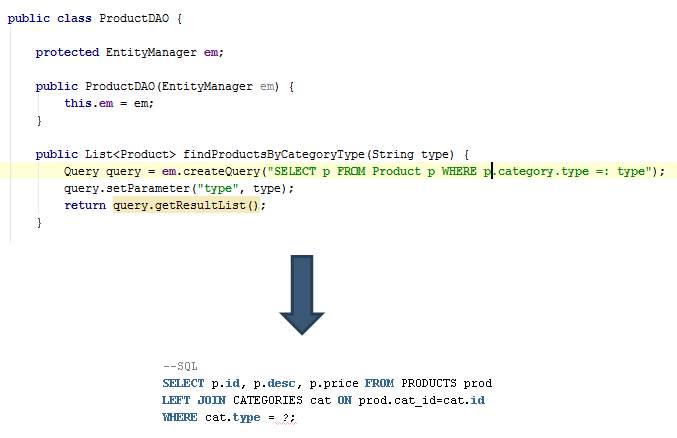 public class ProductDAO {
protected EntityManager em;
public ProductDAO(EntityManager em) {
this.em = em;
}
public List<Product> findProductsByCategoryType(String type) {
Query query = em.createQuery("SELECT p FROM Product p WHERE p.category.type =: type");
query.setParameter("type", type);
return query.getResultList();
}
--SQL
SELECT p.id, p.desc, p.price FROM PRODUCTS prod
LEFT JOIN CATEGORIES cat ON prod.cat_id=cat.id
WHERE cat.type = ?;